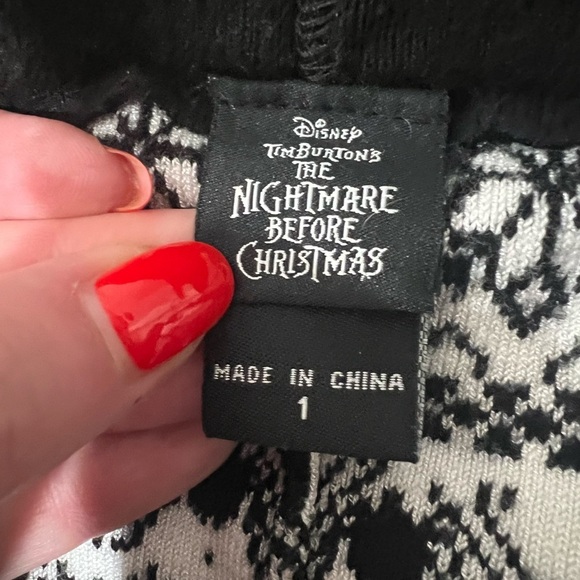 Disney
Tim Burton's
The
Nightmare
Before
Christmas
MADE IN CHINA
1